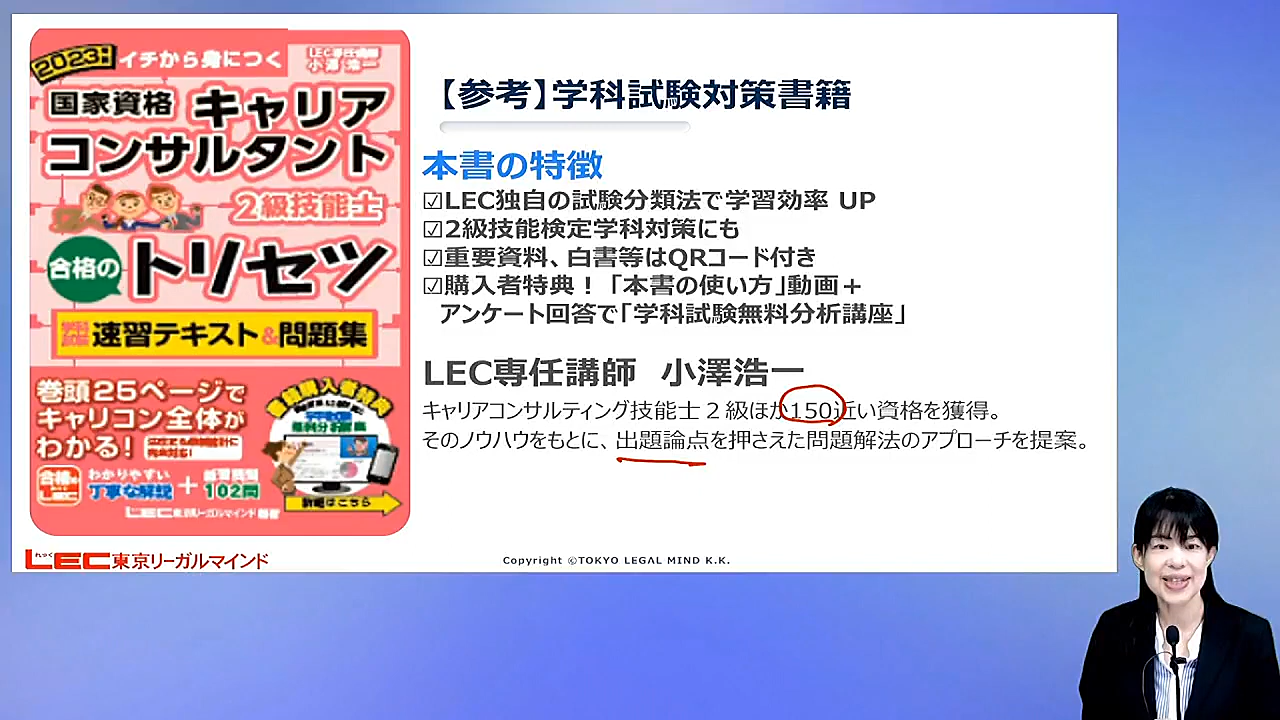 2023年版 イチから身につく
LEC専任講師
小澤浩一
国家資格 キャリア
コンサルタント
2級技能士
合格の トリセツ
学科試験 速習テキスト&問題集
巻頭25ページで
キャリコン全体が
わかる!
わかりやすい
丁寧な解説 +
102問
詳細はこちら
LEC東京リーガルマインド
【参考】学科試験対策書籍
本書の特徴
☑LEC独自の試験分類法で学習効率 UP
☑2級技能検定学科対策にも
☑重要資料、白書等はQRコード付き
☑購入者特典!「本書の使い方」動画+
アンケート回答で「学科試験無料分析講座」
LEC専任講師 小澤浩一
キャリアコンサルティング技能士2級ほか150近い資格を獲得。
そのノウハウをもとに、出題論点を押さえた問題解法のアプローチを提案。
れっく LEC東京リーガルマインド
Copyright ©TOKYO LEGAL MIND K.K.